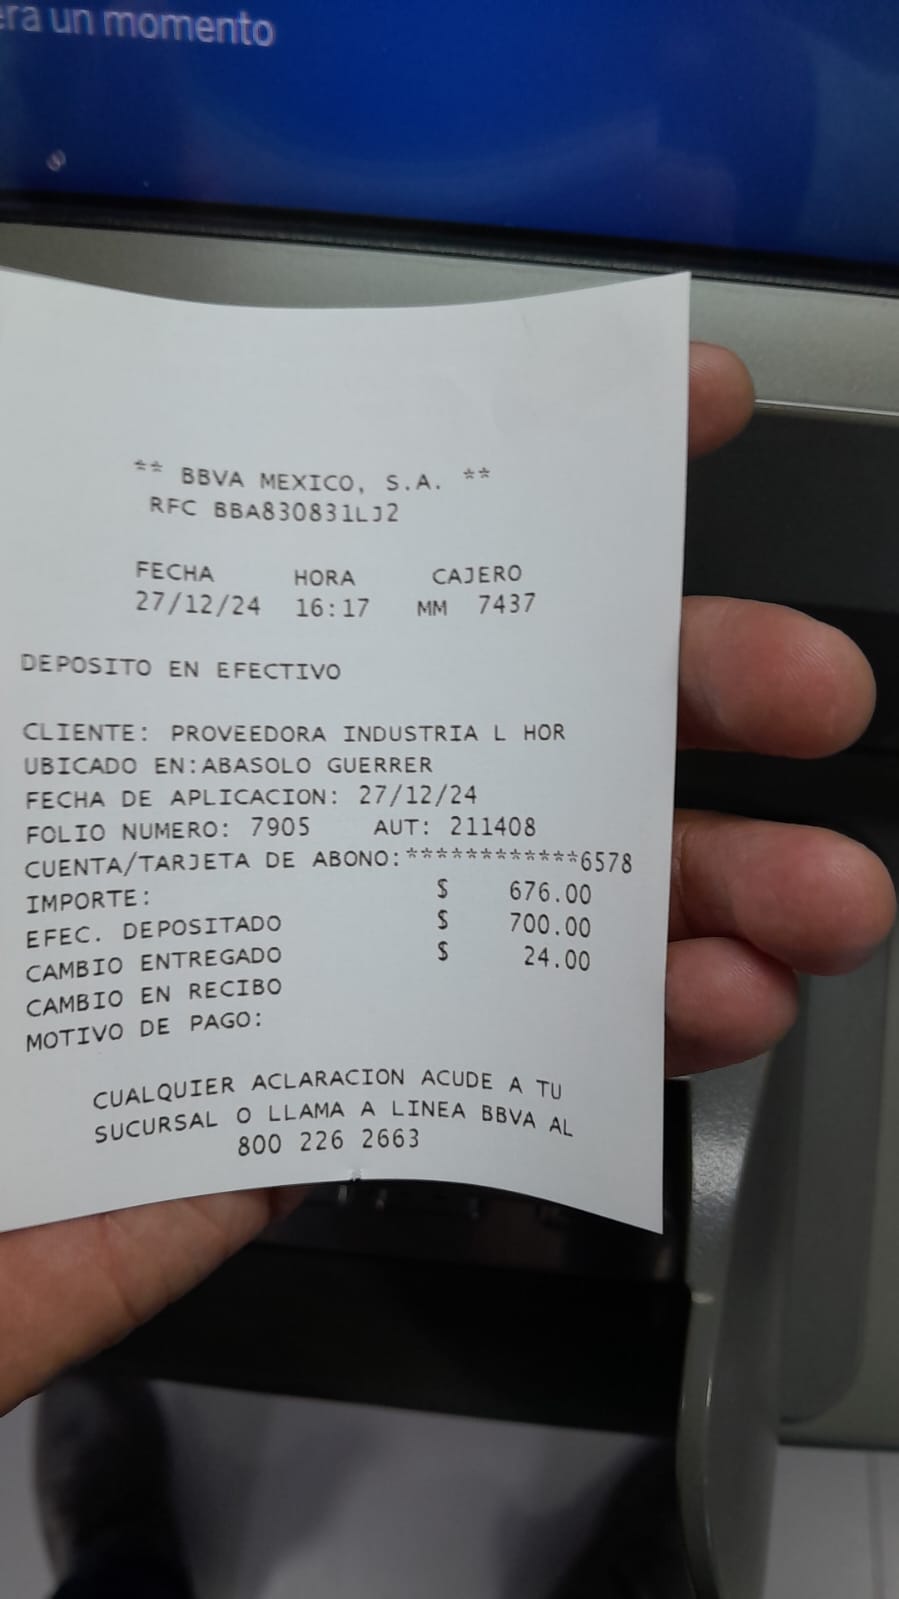 era un momento
** BBVA MEXICO, S.A. **
RFC BBA830831LJ2
FECHA HORA CAJERO
27/12/24 16:17 MM 7437
DEPOSITO EN EFECTIVO
CLIENTE: PROVEEDORA INDUSTRIA L HOR
UBICADO EN:ABASOLO GUERRER
FECHA DE APLICACION: 27/12/24
FOLIO NUMERO: 7905 AUT: 211408
CUENTA/TARJETA DE ABONO:************6578
IMPORTE: $ 676.00
EFEC. DEPOSITADO $ 700.00
CAMBIO ENTREGADO $ 24.00
CAMBIO EN RECIBO
MOTIVO DE PAGO:
CUALQUIER ACLARACION ACUDE A TU
SUCURSAL O LLAMA A LINEA BBVA AL
800 226 2663